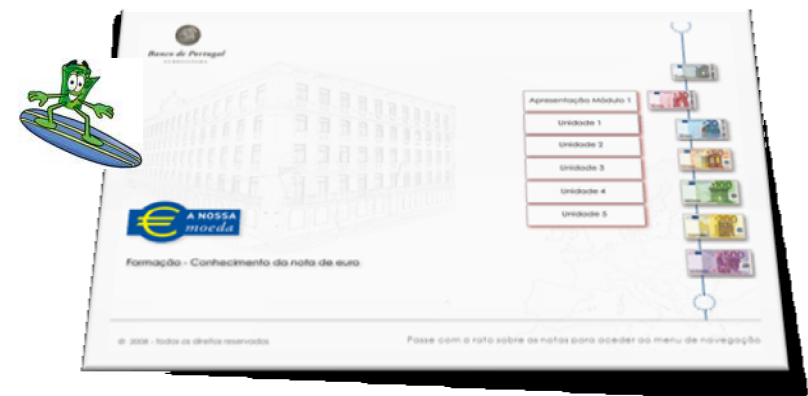 Banco de Portugal
EUROSISTEMA
Apresentação Módulo 1
Unidade 1
Unidade 2
Unidade 3
Unidade 4
Unidade 5
€ A NOSSA
moeda
Formação - Conhecimento da nota de euro
© 2008 - todos os direitos reservados
Passe com o rato sobre as notas para aceder ao menu de navegação